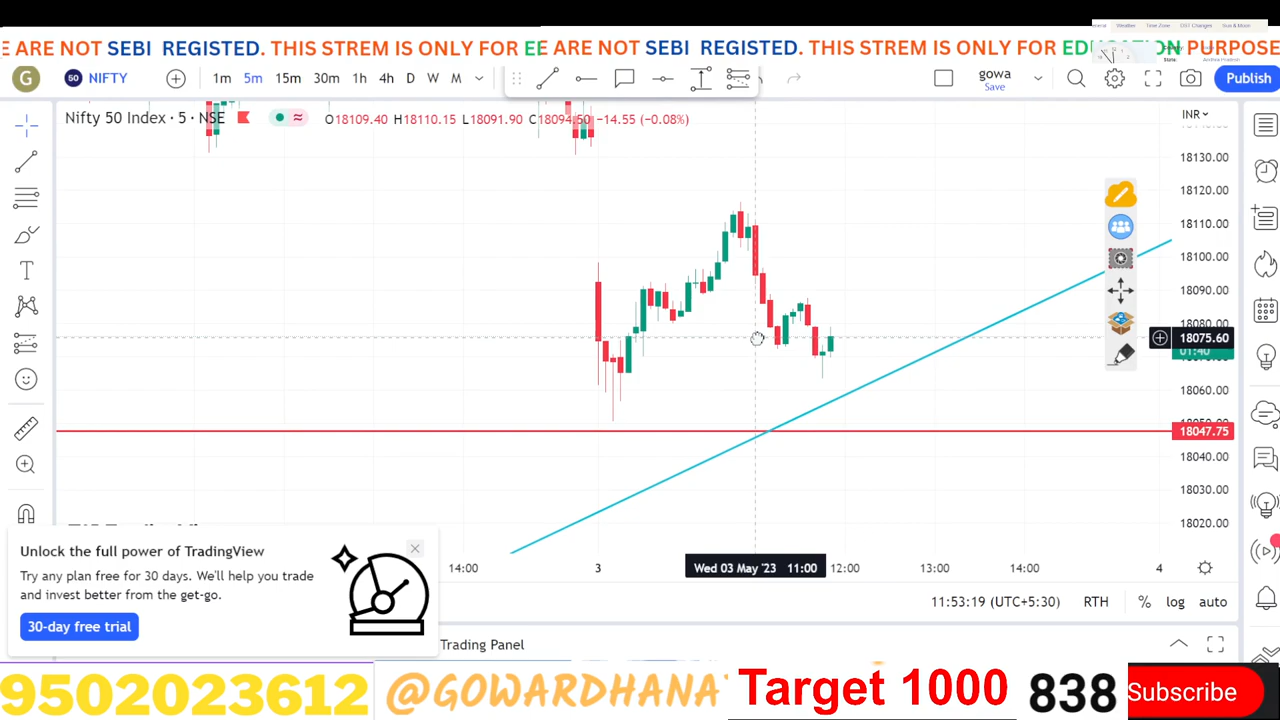 E ARE NOT SEBI REGISTED. THIS STREM IS ONLY FOR EE ARE NOT SEBI REGISTED. THIS STREM IS ONLY FOR EDUCATION PURPOSE
G 50 NIFTY 1m 5m 15m 30m 1h 4h D W M gowa Save Publish
Nifty 50 Index · 5 · NSE O18109.40 H18110.15 L18091.90 C18094.50 −14.55 (−0.08%) INR
18130.00
18120.00
18110.00
18100.00
18090.00
18080.00
18075.60
01:40
18060.00
18047.75
18040.00
18030.00
18020.00
Unlock the full power of TradingView
Try any plan free for 30 days. We'll help you trade
and invest better from the get-go.
30-day free trial
14:00 3 Wed 03 May '23 11:00 12:00 13:00 14:00 4
11:53:19 (UTC+5:30) RTH % log auto
Trading Panel
9502023612 @GOWARDHANA Target 1000 838 Subscribe